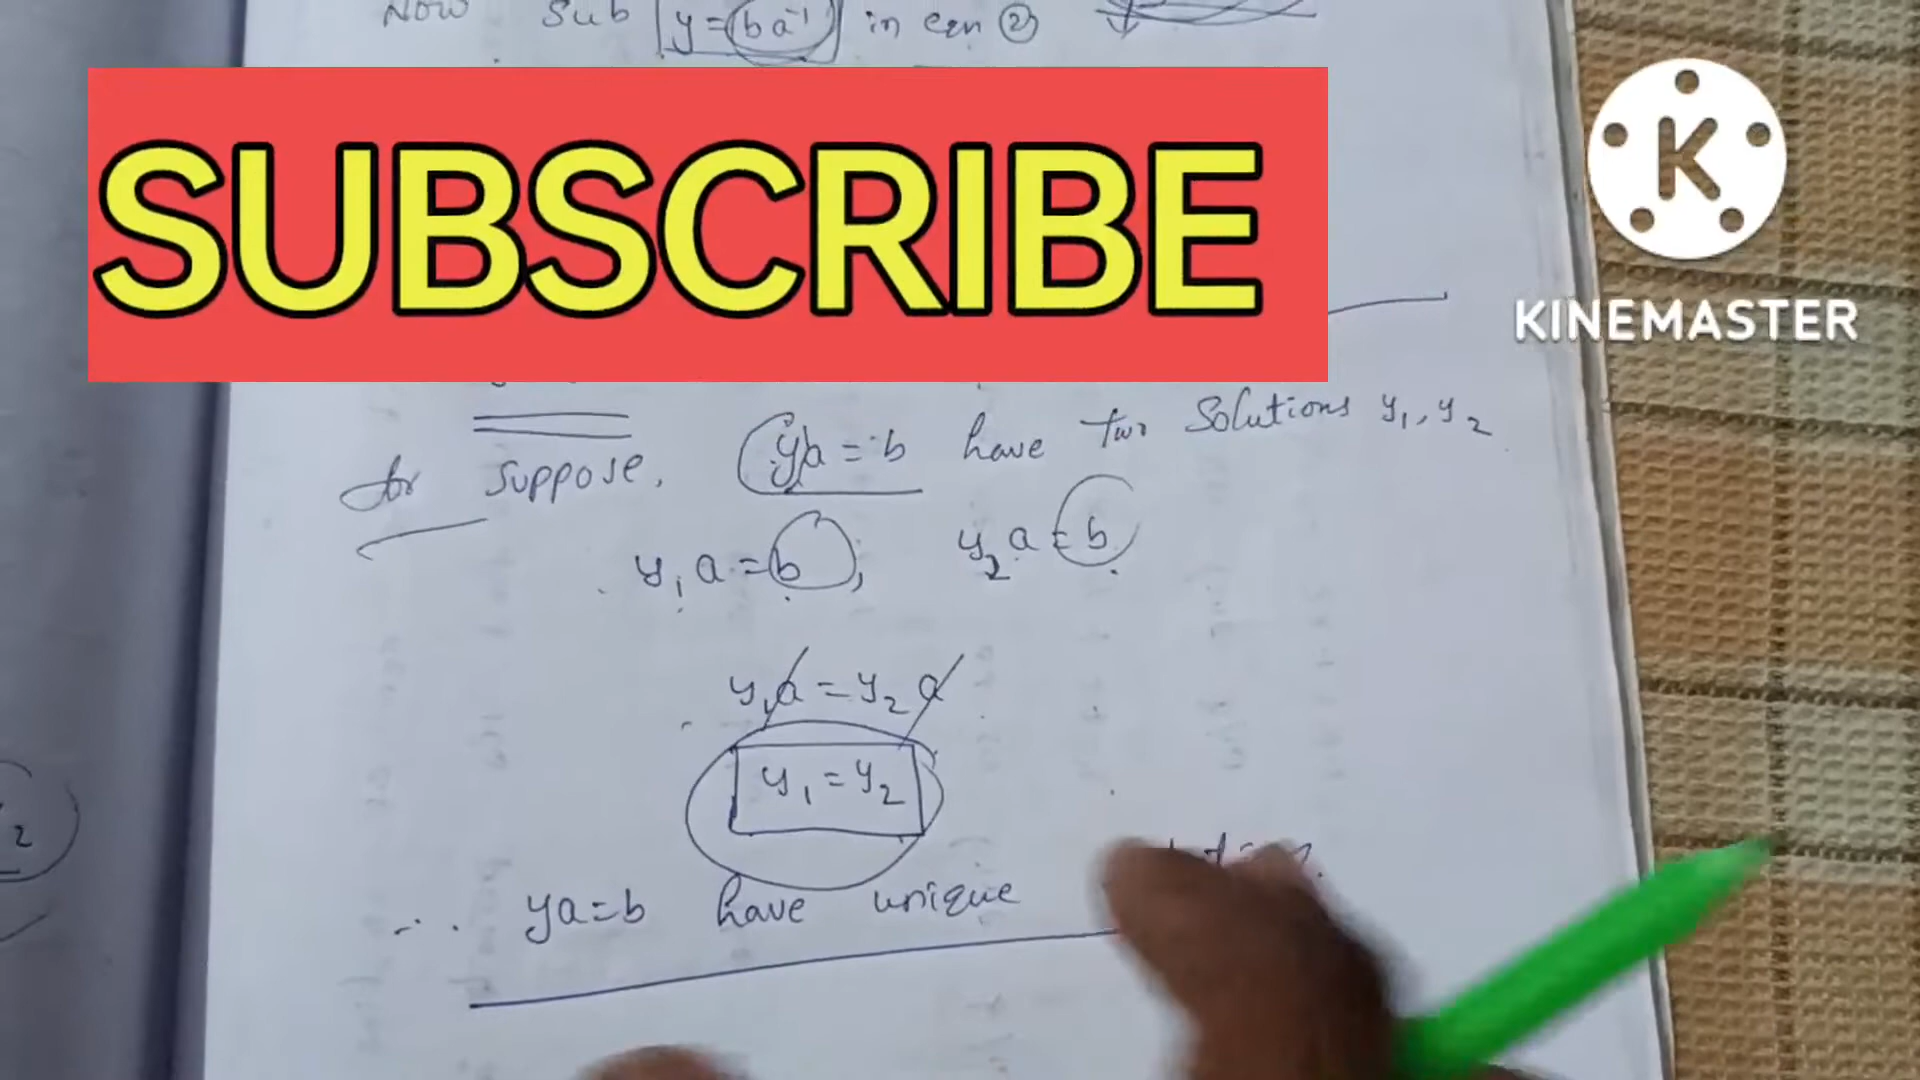 Now Sub y = ba⁻¹ in eqn ②
SUBSCRIBE
KINEMASTER
for suppose, ya = b have two solutions y₁, y₂
y₁a = b, y₂a = b
y₁a = y₂a
y₁ = y₂
∴ ya = b have unique